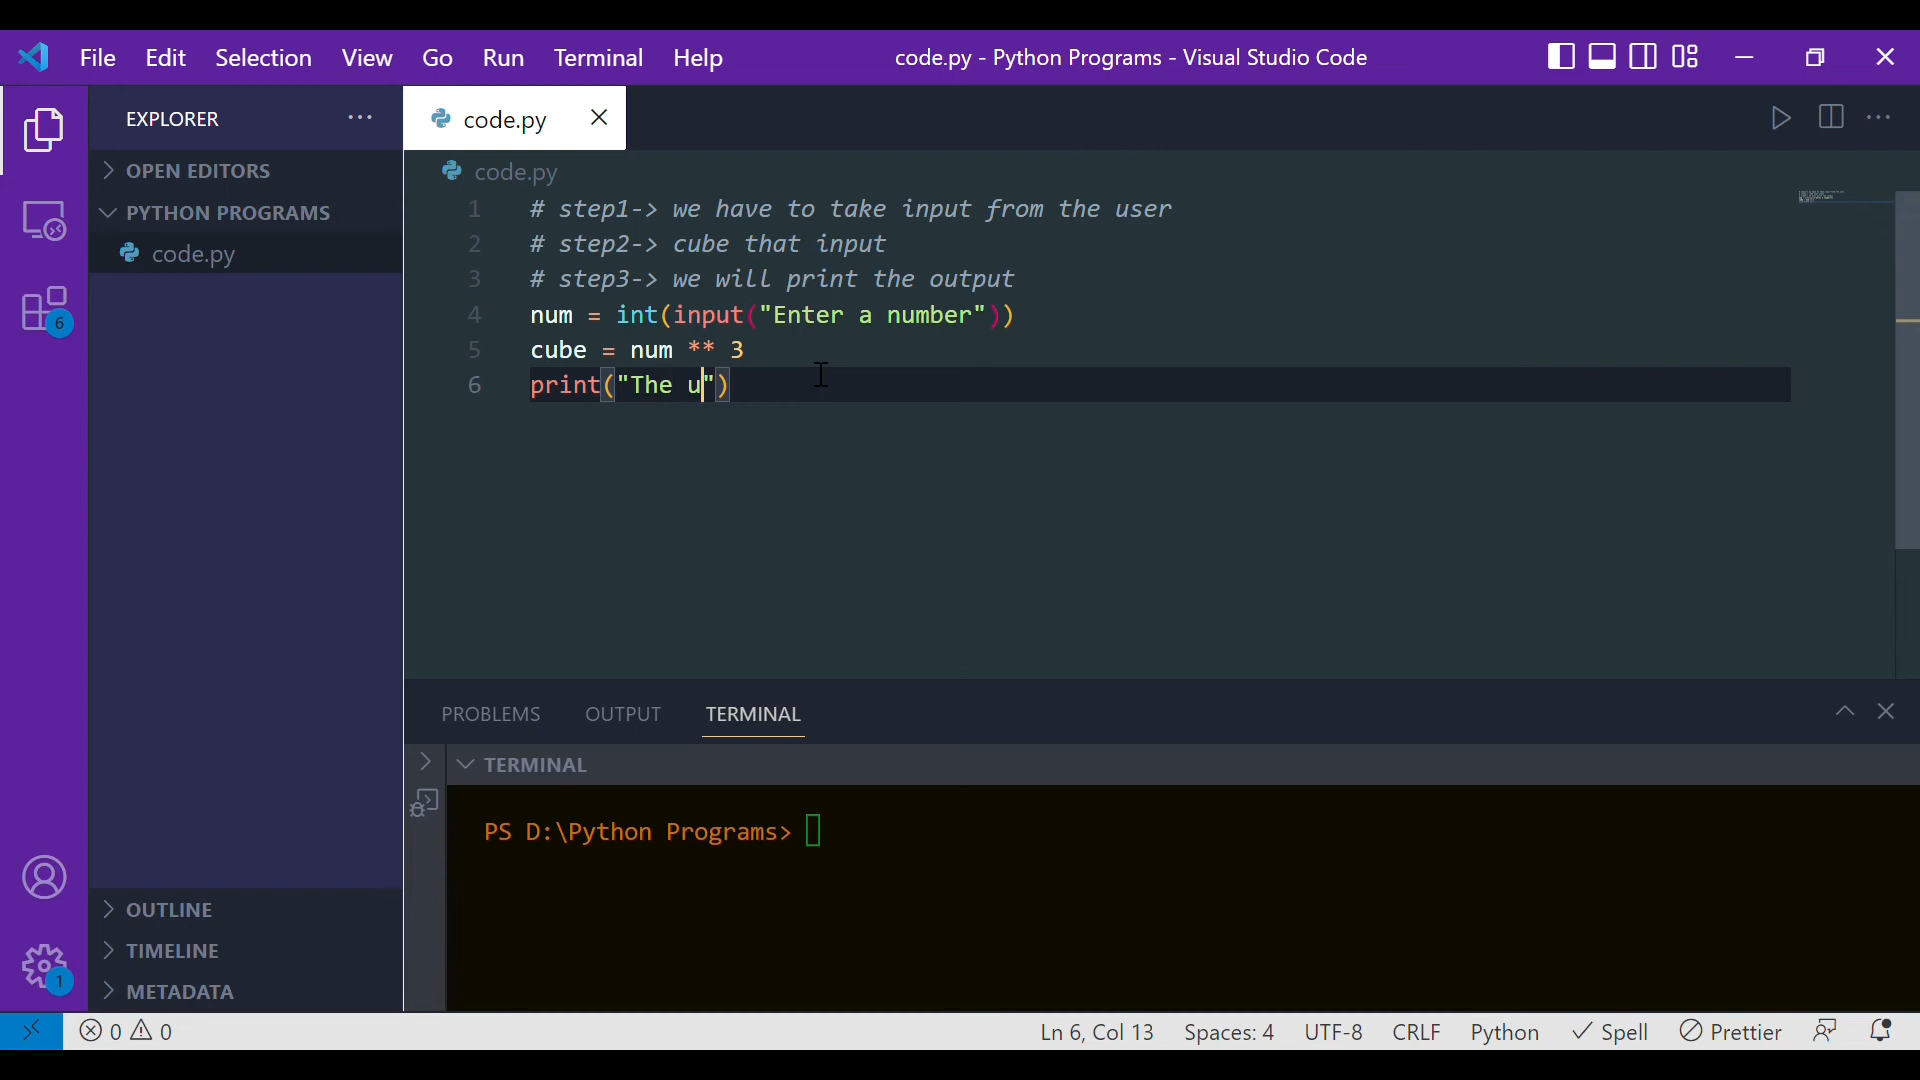 File Edit Selection View Go Run Terminal Help code.py - Python Programs - Visual Studio Code
EXPLORER
OPEN EDITORS
PYTHON PROGRAMS
code.py
6
OUTLINE
TIMELINE
METADATA
1
code.py
code.py
1 # step1-> we have to take input from the user
2 # step2-> cube that input
3 # step3-> we will print the output
4 num = int(input("Enter a number"))
5 cube = num ** 3
6 print("The u")
PROBLEMS OUTPUT TERMINAL
TERMINAL
PS D:\Python Programs>
0 0 Ln 6, Col 13 Spaces: 4 UTF-8 CRLF Python Spell Prettier